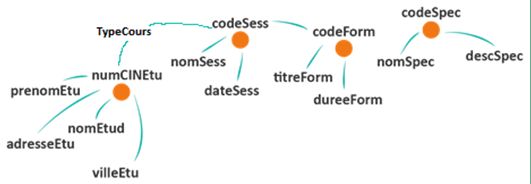 codeSpec
codeSess
codeForm
TypeCours
nomSess
nomSpec
descSpec
numCINEtu
titreForm
prenomEtu
dateSess
dureeForm
nomEtud
adresseEtu
villeEtu